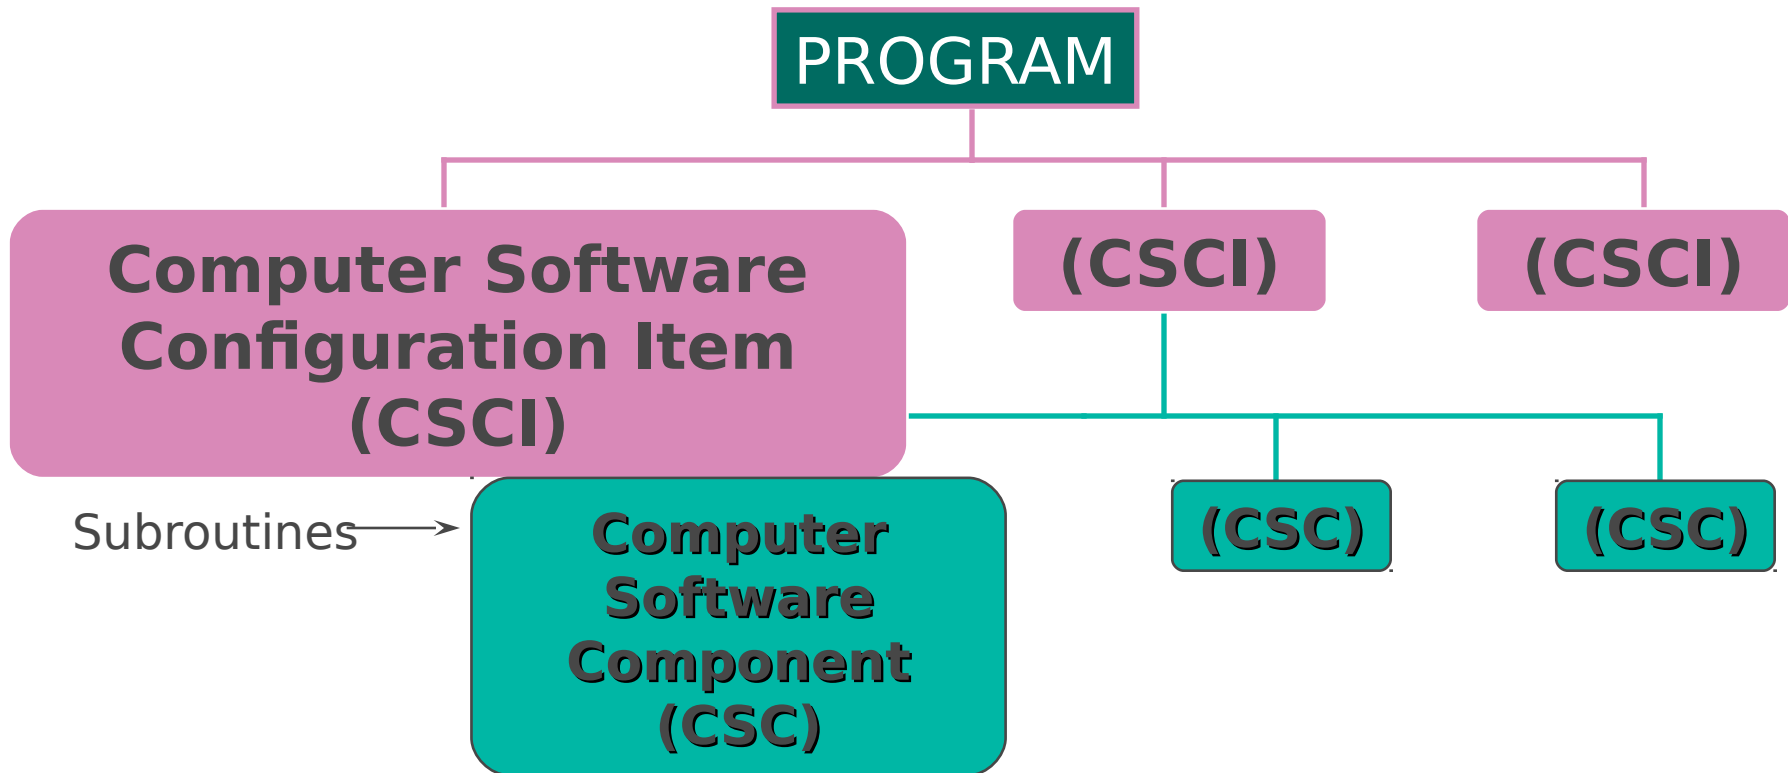 PROGRAM
Computer Software
Configuration Item
(CSCI)
(CSCI)
(CSCI)
Subroutines
Computer
Software
Component
(CSC)
(CSC)
(CSC)